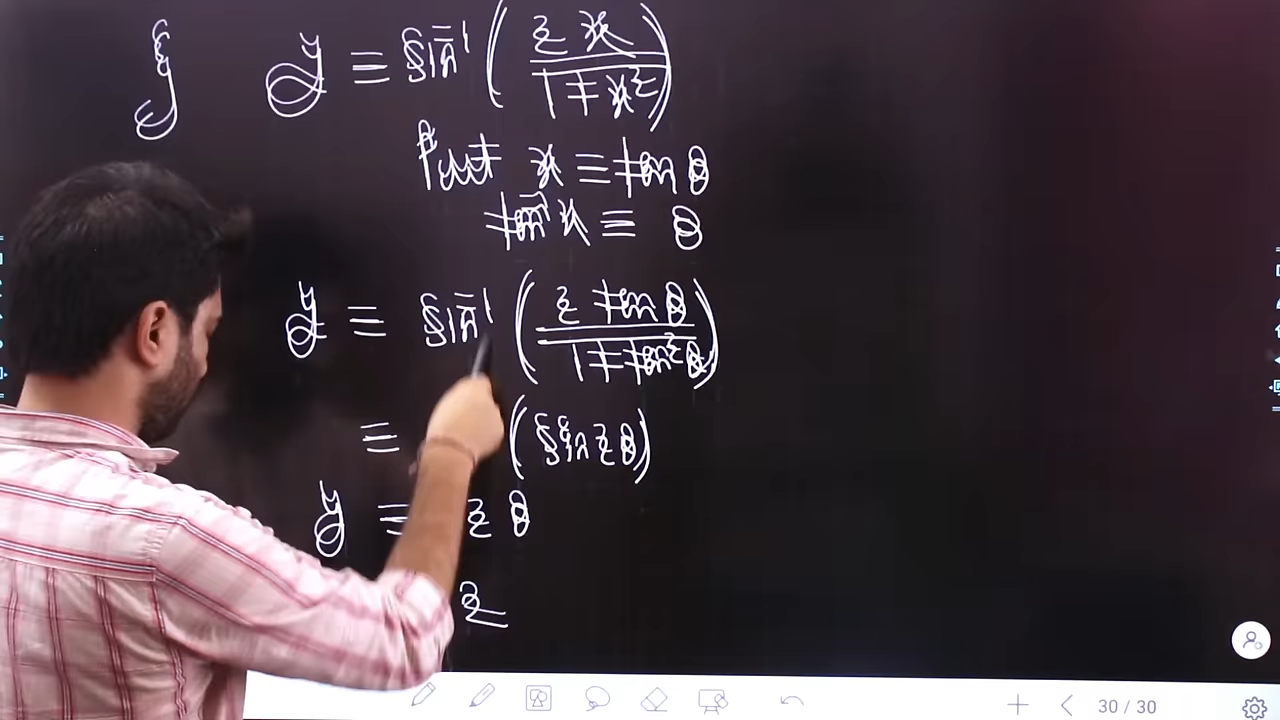 y = sin⁻¹ ( 2x / 1 + x² )
Put x = tan θ
tan⁻¹ x = θ
y = sin⁻¹ ( 2 tan θ / 1 + tan² θ )
= ( sin 2θ )
y = 2θ
2
30 / 30